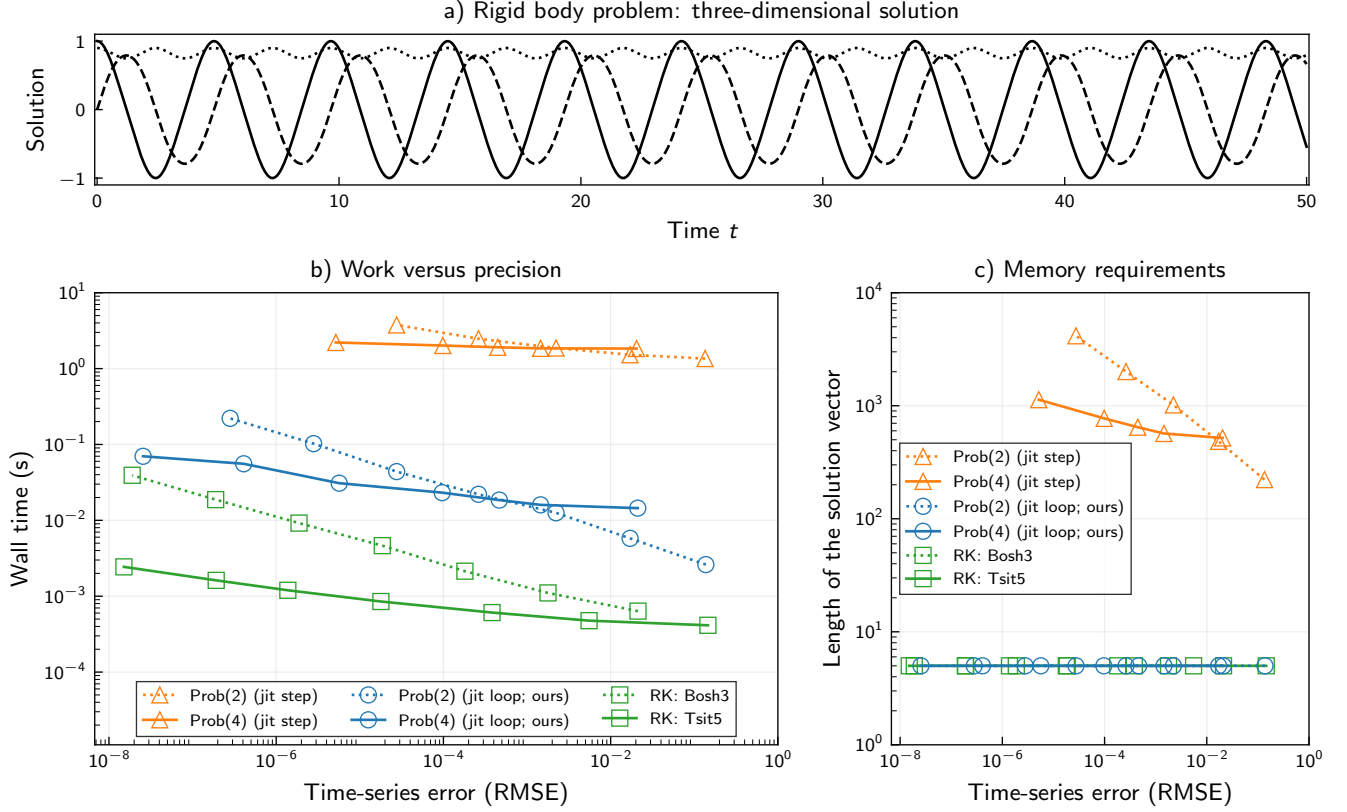 a) Rigid body problem: three-dimensional solution
1
0
−1
Solution
0
10
20
30
40
50
Time t
b) Work versus precision
10^1
10^0
10^−1
10^−2
10^−3
10^−4
Wall time (s)
Prob(2) (jit step)
Prob(4) (jit step)
Prob(2) (jit loop; ours)
Prob(4) (jit loop; ours)
RK: Bosh3
RK: Tsit5
10^−8
10^−6
10^−4
10^−2
10^0
Time-series error (RMSE)
c) Memory requirements
10^4
10^3
10^2
10^1
10^0
Length of the solution vector
Prob(2) (jit step)
Prob(4) (jit step)
Prob(2) (jit loop; ours)
Prob(4) (jit loop; ours)
RK: Bosh3
RK: Tsit5
10^−8
10^−6
10^−4
10^−2
10^0
Time-series error (RMSE)